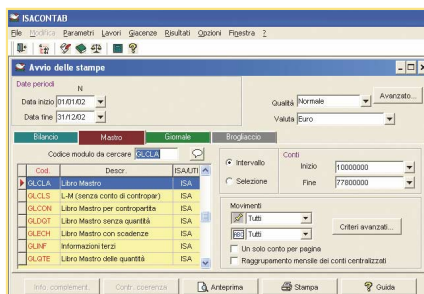 ISACONTAB
File Modifica Parametri Lavori Giacenze Risultati Opzioni Finestra ?
Avvio delle stampe
Date periodi
N
Data inizio 01/01/02
Data fine 31/12/02
Qualità Normale
Avanzato...
Valuta Euro
Bilancio Mastro Giornale Brogliaccio
Codice modulo da cercare GLCLA
Cod. Descr. ISA/UTI
GLCLA Libro Mastro ISA
GLCLS L-M (senza conto di contropar) ISA
GLCON Libro Mastro per contropartita ISA
GLDGT Libro Mastro senza quantità ISA
GLECH Libro Mastro con scadenze ISA
GLINF Informazioni terzi ISA
GLQTE Libro Mastro delle quantità ISA
Intervallo
Selezione
Conti
Inizio 10000000
Fine 77800000
Movimenti
Tutti
ABC Tutti
Criteri avanzati...
Un solo conto per pagina
Raggruppamento mensile dei conti centralizzati
Info. complement. Contr. coerenza Anteprima Stampa Guida